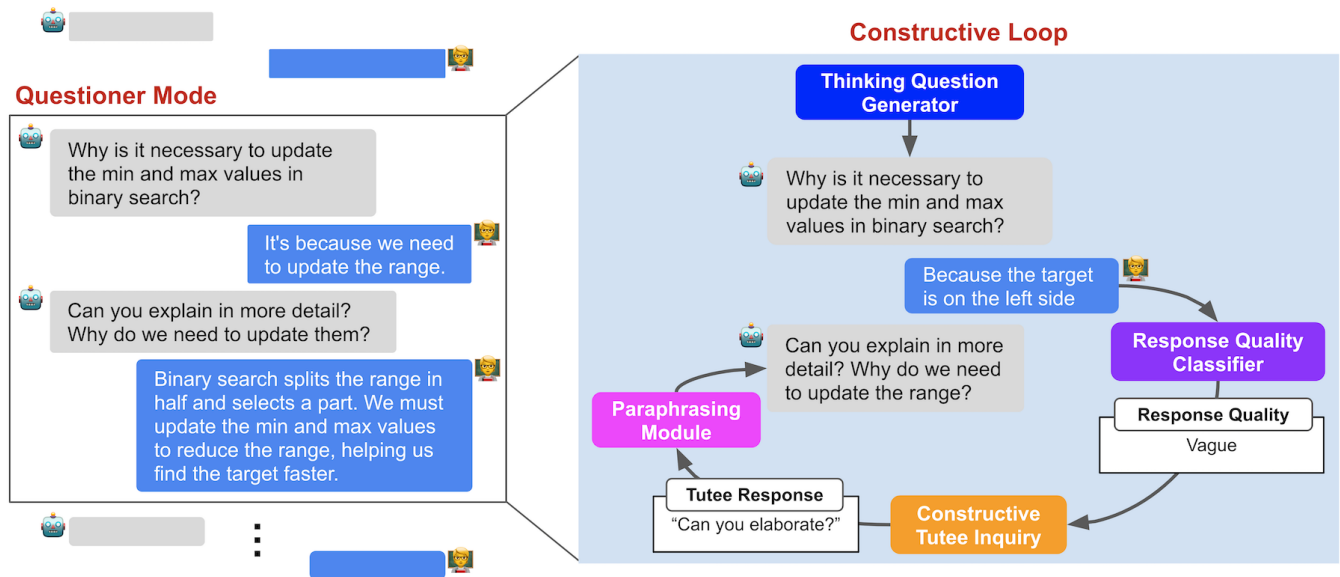 Questioner Mode
Why is it necessary to update
the min and max values in
binary search?
It's because we need
to update the range.
Can you explain in more detail?
Why do we need to update them?
Binary search splits the range in
half and selects a part. We must
update the min and max values
to reduce the range, helping us
find the target faster.
Constructive Loop
Thinking Question
Generator
Why is it necessary to
update the min and max
values in binary search?
Because the target
is on the left side
Response Quality
Classifier
Response Quality
Vague
Constructive
Tutee Inquiry
Tutee Response
“Can you elaborate?”
Paraphrasing
Module
Can you explain in more
detail? Why do we need
to update the range?